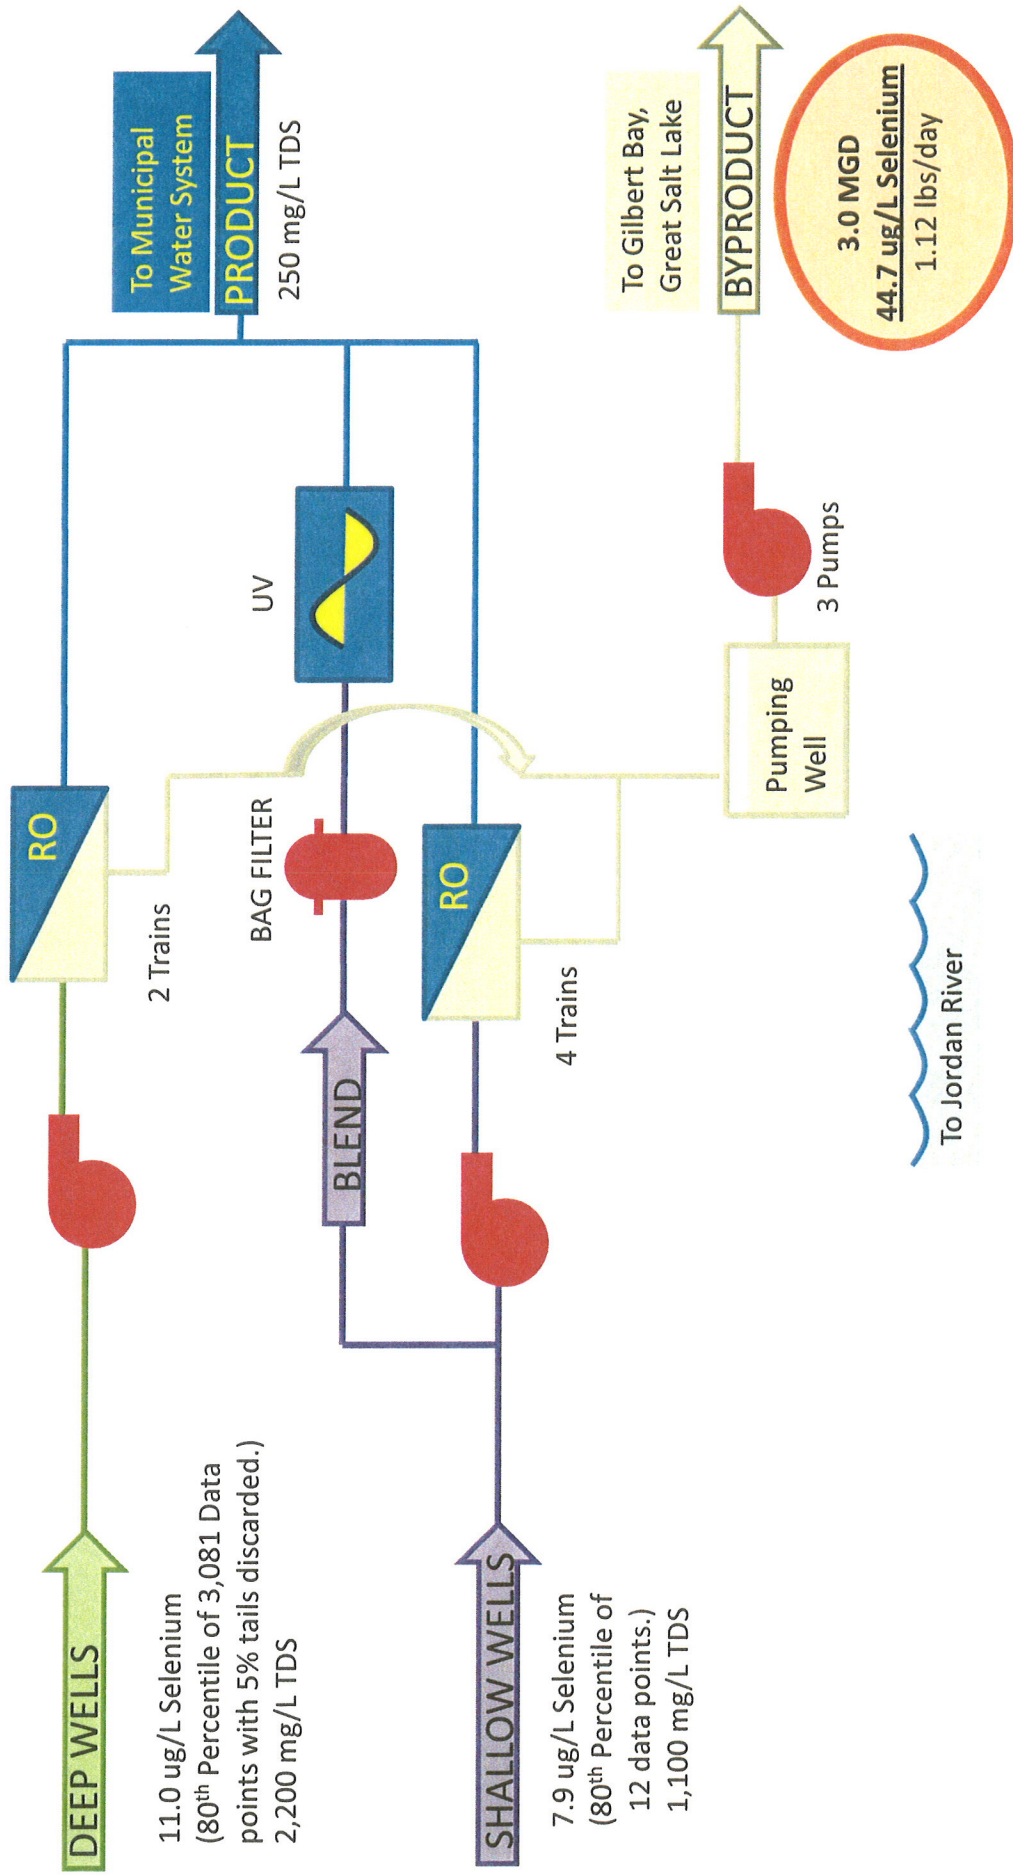 DEEP WELLS
11.0 ug/L Selenium
(80th Percentile of 3,081 Data
points with 5% tails discarded.)
2,200 mg/L TDS
RO
2 Trains
To Municipal
Water System
PRODUCT
250 mg/L TDS
BLEND
BAG FILTER
UV
SHALLOW WELLS
7.9 ug/L Selenium
(80th Percentile of
12 data points.)
1,100 mg/L TDS
RO
4 Trains
To Gilbert Bay,
Great Salt Lake
BYPRODUCT
Pumping
Well
3 Pumps
3.0 MGD
44.7 ug/L Selenium
1.12 lbs/day
To Jordan River